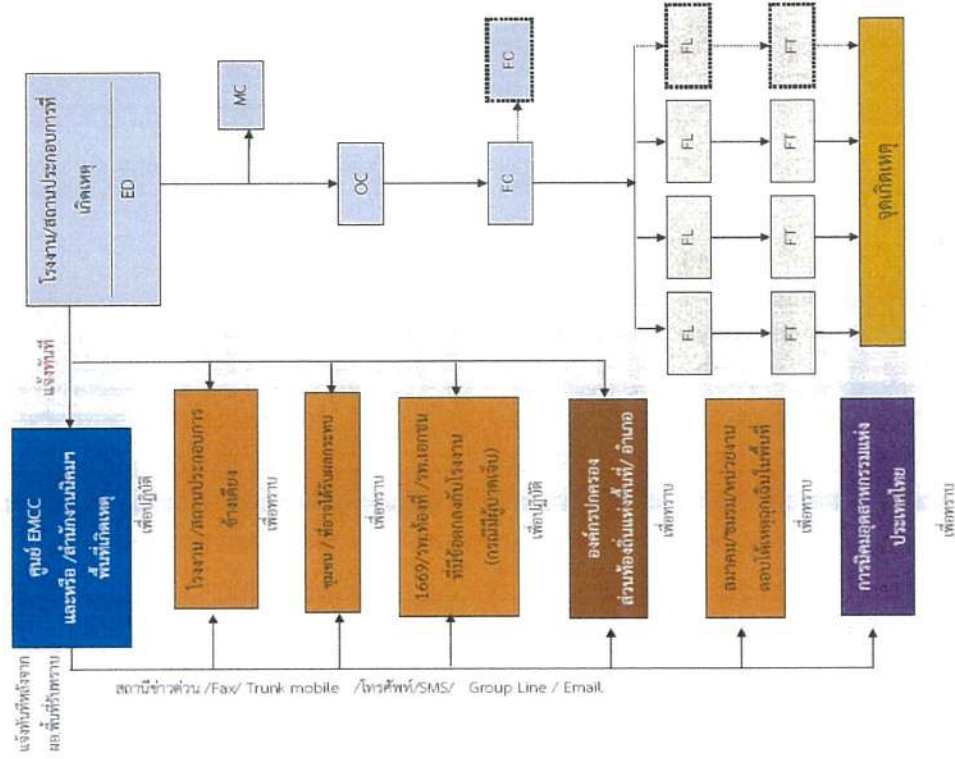 โรงงาน/สถานประกอบการที่
เกิดเหตุ
ED
MC
OC
FC
FC
FL
FL
FL
FL
FT
FT
FT
FT
จุดเกิดเหตุ
แจ้งทันที
ศูนย์ EMCC
และหรือ /สำนักงานนิคมฯ
พื้นที่เกิดเหตุ
เพื่อปฏิบัติ
โรงงาน /สถานประกอบการ
ข้างเคียง
เพื่อทราบ
ชุมชน / ที่อาจได้รับผลกระทบ
เพื่อทราบ
1669/รพ.ท้องที่ /รพ.เอกชน
ที่มีข้อตกลงกับโรงงาน
(กรณีมีผู้บาดเจ็บ)
เพื่อปฏิบัติ
องค์กรปกครอง
ส่วนท้องถิ่นแห่งพื้นที่/ อำเภอ
เพื่อทราบ
สมาคม/ชมรม/หน่วยงาน
ตอบโต้เหตุฉุกเฉินในพื้นที่
เพื่อทราบ
การนิคมอุตสาหกรรมแห่ง
ประเทศไทย
เพื่อทราบ
แจ้งทันทีหลังจาก
ผอ.พื้นที่รับทราบ
สถานีข่าวด่วน /Fax/ Trunk mobile /โทรศัพท์/SMS/ Group Line / Email